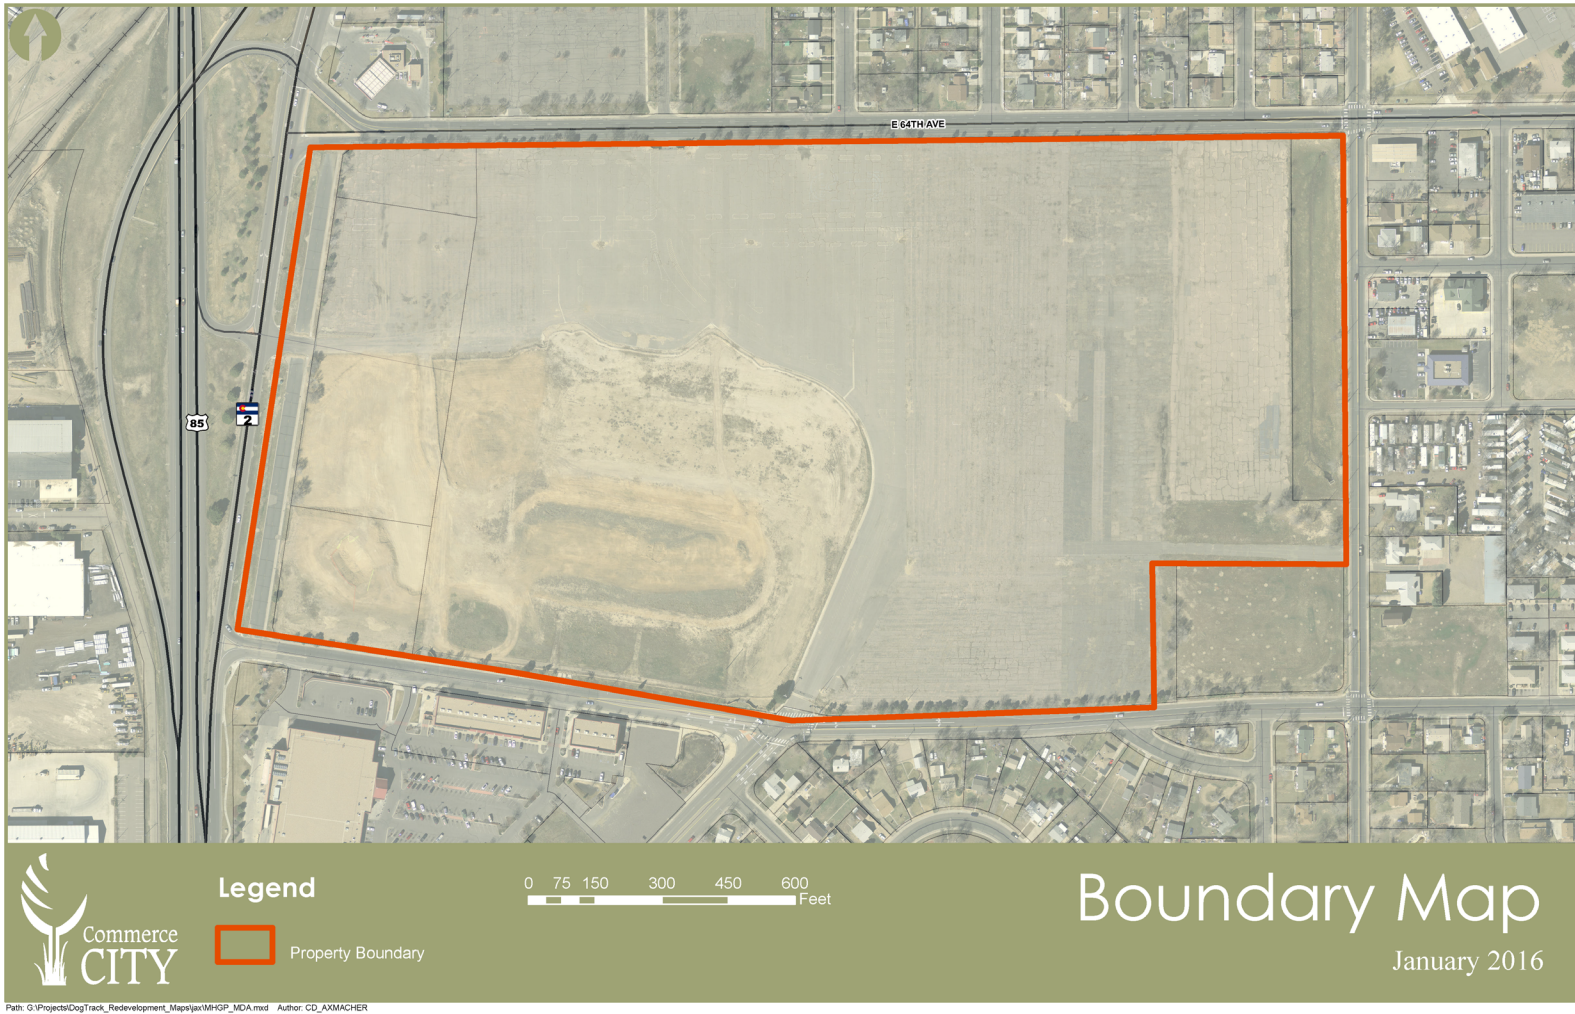 E 64TH AVE
85
2
3
Legend
Property Boundary
0 75 150 300 450 600
Feet
Boundary Map
January 2016
Commerce
CITY
Path: G:\Projects\DogTrack_Redevelopment_Maps\jax\MHGP_MDA.mxd Author: CD_AXMACHER